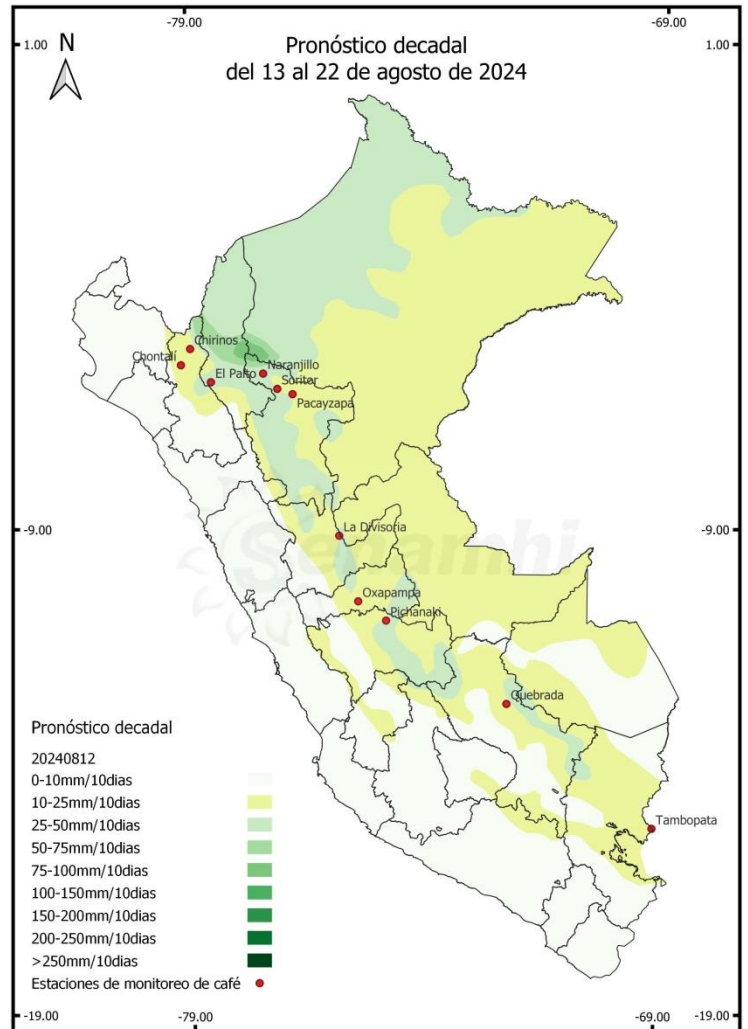 -79.00
-69.00
1.00
1.00
N
Pronóstico decadal
del 13 al 22 de agosto de 2024
Chirinos
Chontalí
El Palto
Naranjillo
Soritor
Pacayzapa
-9.00
-9.00
La Divisoria
Senamhi
Oxapampa
Pichanaki
Quebrada
Tambopata
Pronóstico decadal
20240812
0-10mm/10dias
10-25mm/10dias
25-50mm/10dias
50-75mm/10dias
75-100mm/10dias
100-150mm/10dias
150-200mm/10dias
200-250mm/10dias
>250mm/10dias
Estaciones de monitoreo de café
-19.00
-19.00
-79.00
-69.00